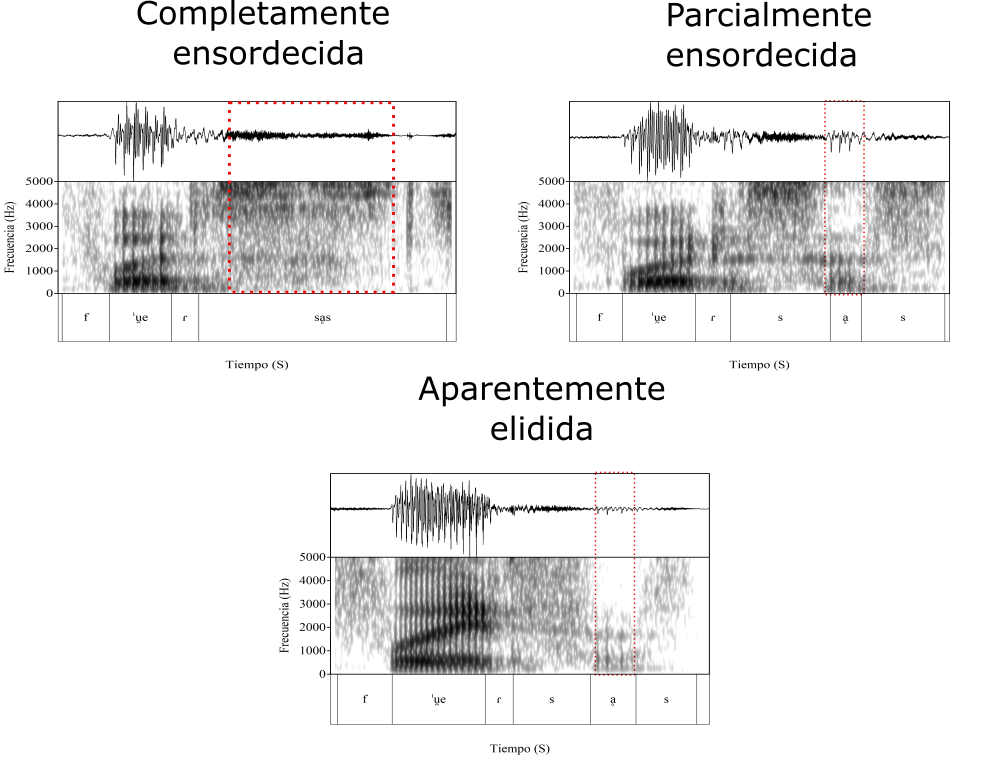 Completamente
ensordecida
Parcialmente
ensordecida
5000
4000
3000
2000
1000
0
Frecuencia (Hz)
f
ˈu̯e
ɾ
sḁs
Tiempo (S)
5000
4000
3000
2000
1000
0
Frecuencia (Hz)
f
ˈu̯e
ɾ
s
ḁ
s
Tiempo (S)
Aparentemente
elidida
5000
4000
3000
2000
1000
0
Frecuencia (Hz)
f
ˈu̯e
ɾ
s
ḁ
s
Tiempo (S)